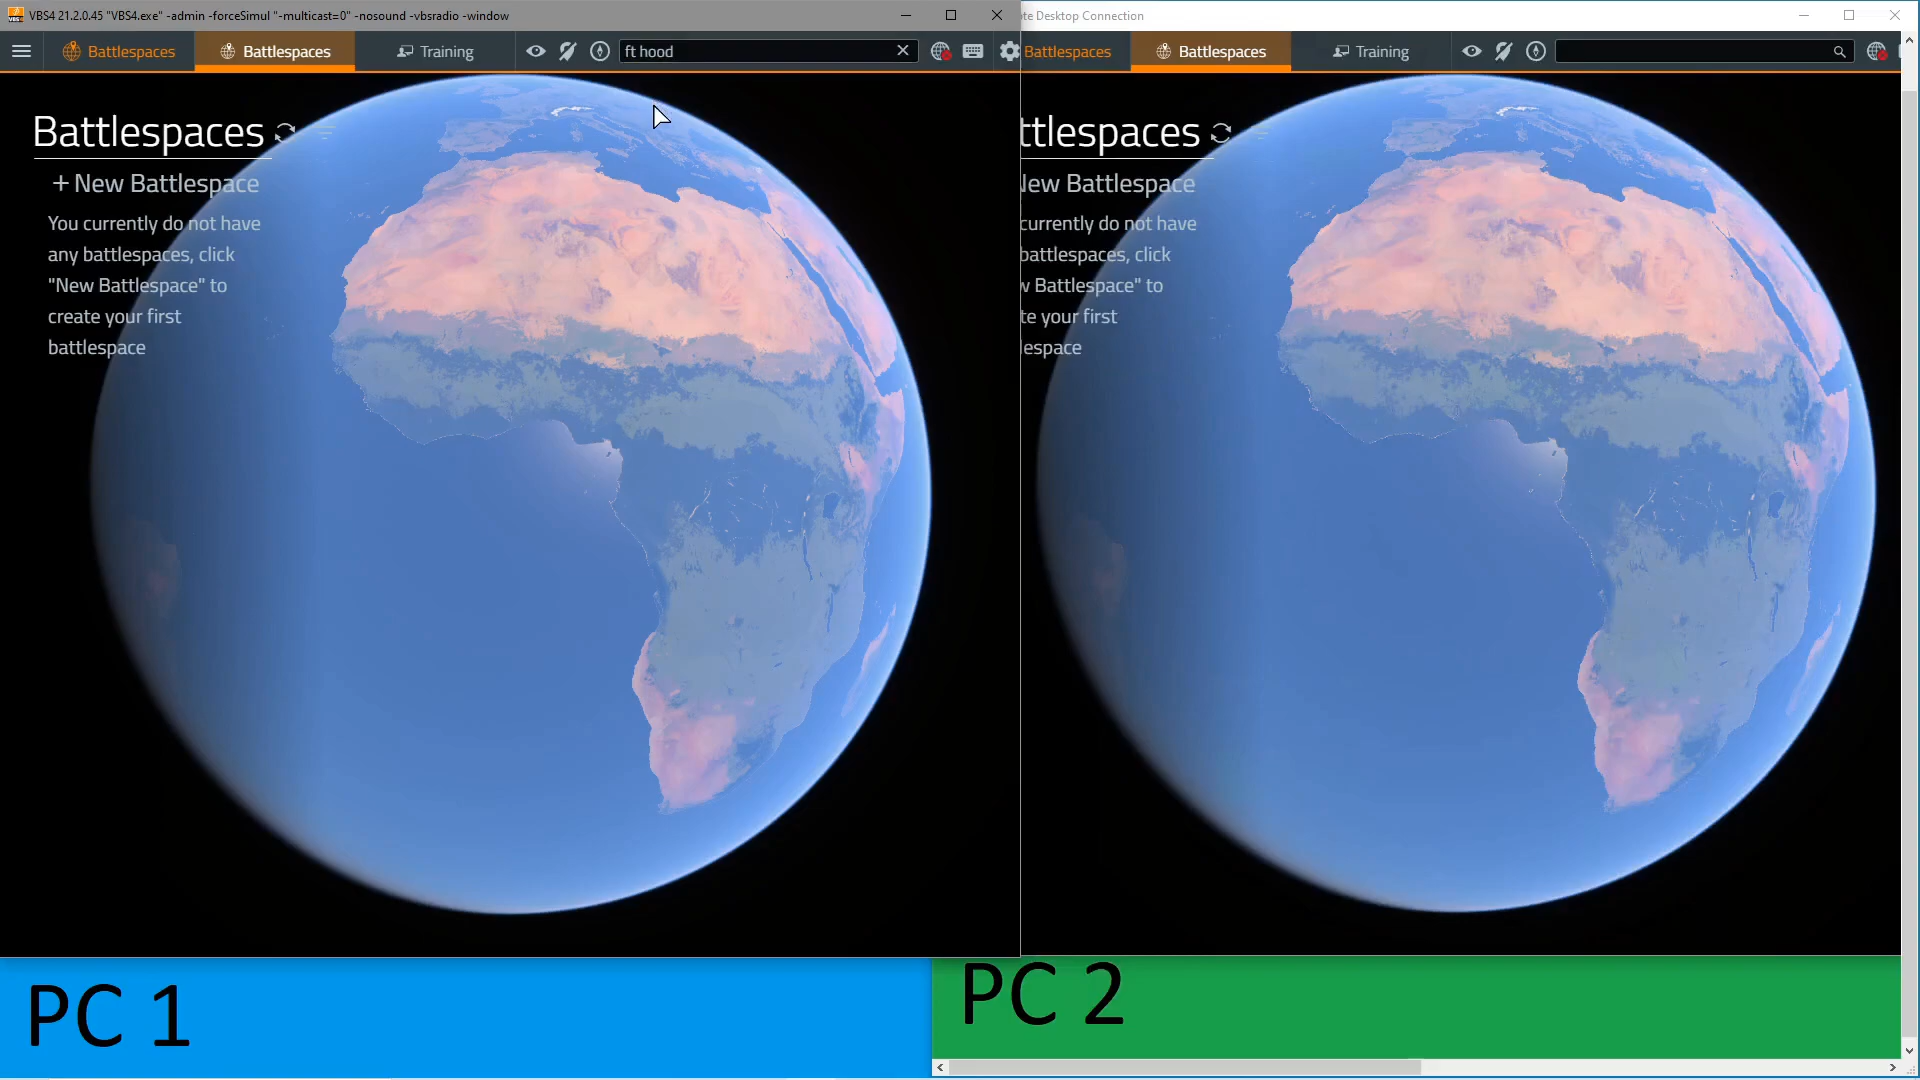 VBS4 21.2.0.45 "VBS4.exe" -admin -forceSimul "-multicast=0" -nosound -vbsradio -window
te Desktop Connection
Battlespaces Battlespaces Training ft hood
Battlespaces Battlespaces Training
Battlespaces
+ New Battlespace
You currently do not have
any battlespaces, click
"New Battlespace" to
create your first
battlespace
ttlespaces
New Battlespace
currently do not have
battlespaces, click
w Battlespace" to
te your first
lespace
PC 1
PC 2